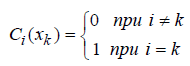 C_i(x_k) = {0 при i ≠ k
1 при i = k